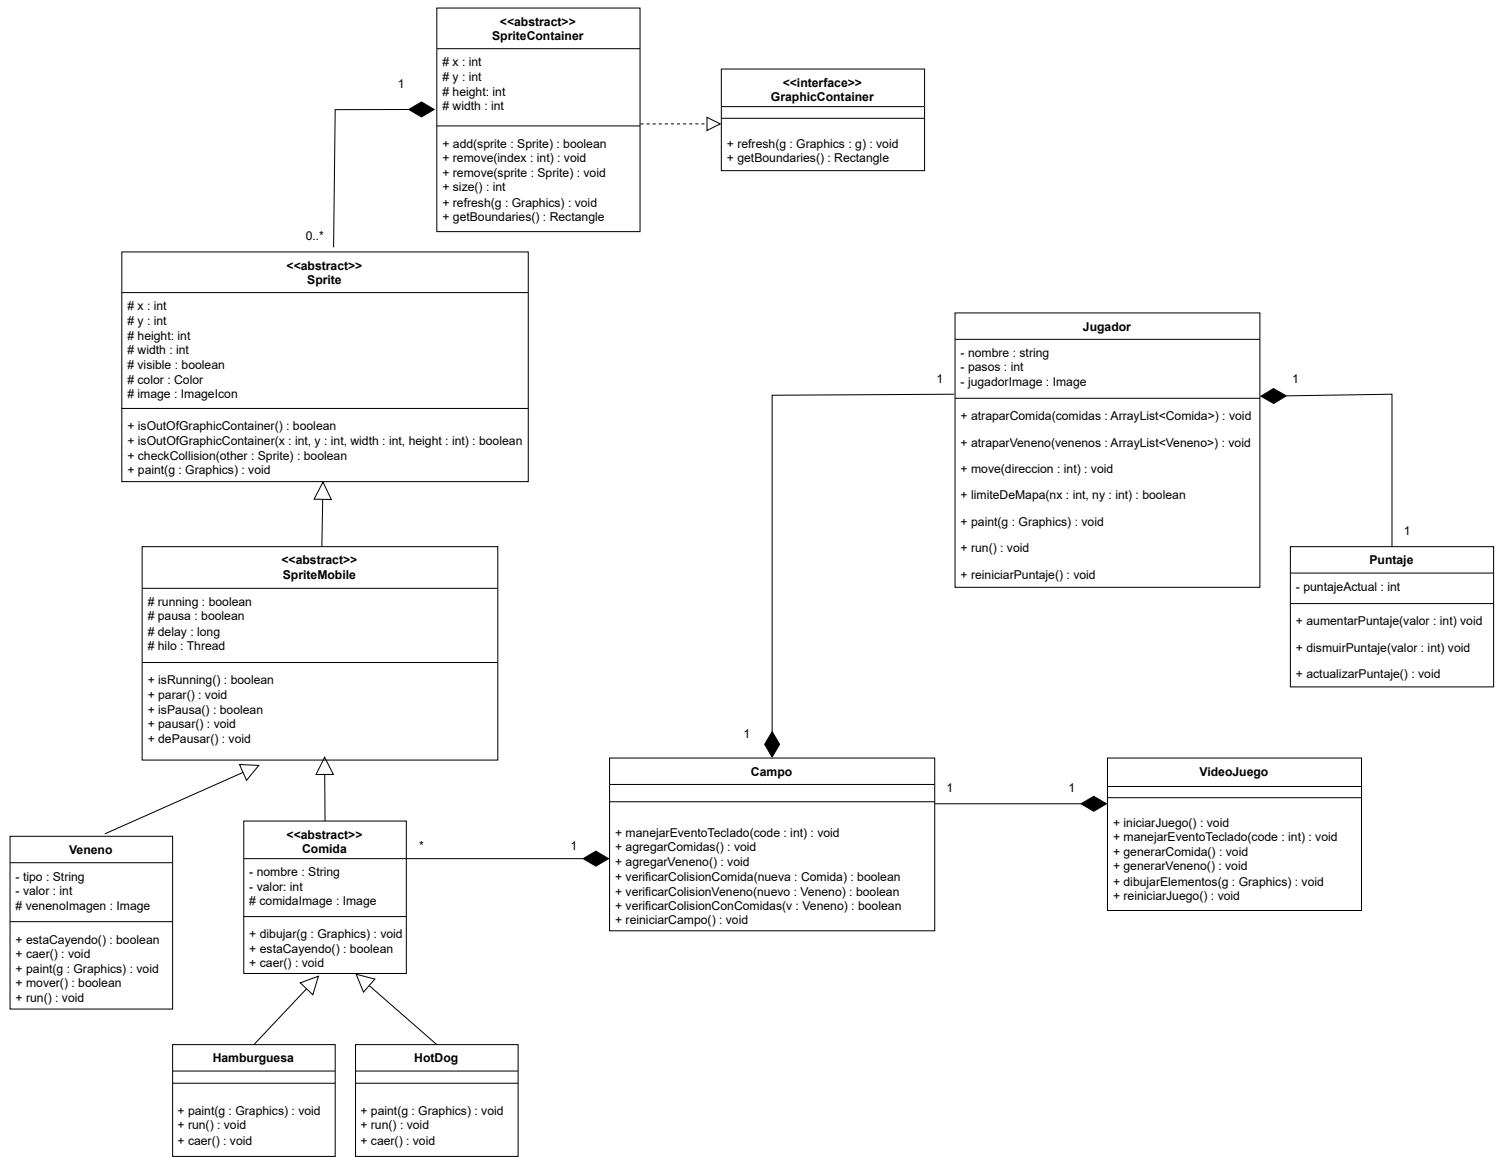 <<abstract>>
SpriteContainer
# x : int
# y : int
# height: int
# width : int
+ add(sprite : Sprite) : boolean
+ remove(index : int) : void
+ remove(sprite : Sprite) : void
+ size() : int
+ refresh(g : Graphics) : void
+ getBoundaries() : Rectangle
<<interface>>
GraphicContainer
+ refresh(g : Graphics : g) : void
+ getBoundaries() : Rectangle
1
0..*
<<abstract>>
Sprite
# x : int
# y : int
# height: int
# width : int
# visible : boolean
# color : Color
# image : ImageIcon
+ isOutOfGraphicContainer() : boolean
+ isOutOfGraphicContainer(x : int, y : int, width : int, height : int) : boolean
+ checkCollision(other : Sprite) : boolean
+ paint(g : Graphics) : void
Jugador
- nombre : string
- pasos : int
- jugadorImage : Image
+ atraparComida(comidas : ArrayList<Comida>) : void
+ atraparVeneno(venenos : ArrayList<Veneno>) : void
+ move(direccion : int) : void
+ limiteDeMapa(nx : int, ny : int) : boolean
+ paint(g : Graphics) : void
+ run() : void
+ reiniciarPuntaje() : void
1
1
1
Puntaje
- puntajeActual : int
+ aumentarPuntaje(valor : int) void
+ dismuirPuntaje(valor : int) void
+ actualizarPuntaje() : void
<<abstract>>
SpriteMobile
# running : boolean
# pausa : boolean
# delay : long
# hilo : Thread
+ isRunning() : boolean
+ parar() : void
+ isPausa() : boolean
+ pausar() : void
+ dePausar() : void
1
Campo
+ manejarEventoTeclado(code : int) : void
+ agregarComidas() : void
+ agregarVeneno() : void
+ verificarColisionComida(nueva : Comida) : boolean
+ verificarColisionVeneno(nuevo : Veneno) : boolean
+ verificarColisionConComidas(v : Veneno) : boolean
+ reiniciarCampo() : void
1
1
VideoJuego
+ iniciarJuego() : void
+ manejarEventoTeclado(code : int) : void
+ generarComida() : void
+ generarVeneno() : void
+ dibujarElementos(g : Graphics) : void
+ reiniciarJuego() : void
Veneno
- tipo : String
- valor : int
# venenoImagen : Image
+ estaCayendo() : boolean
+ caer() : void
+ paint(g : Graphics) : void
+ mover() : boolean
+ run() : void
<<abstract>>
Comida
- nombre : String
- valor: int
# comidaImage : Image
+ dibujar(g : Graphics) : void
+ estaCayendo() : boolean
+ caer() : void
*
1
Hamburguesa
+ paint(g : Graphics) : void
+ run() : void
+ caer() : void
HotDog
+ paint(g : Graphics) : void
+ run() : void
+ caer() : void